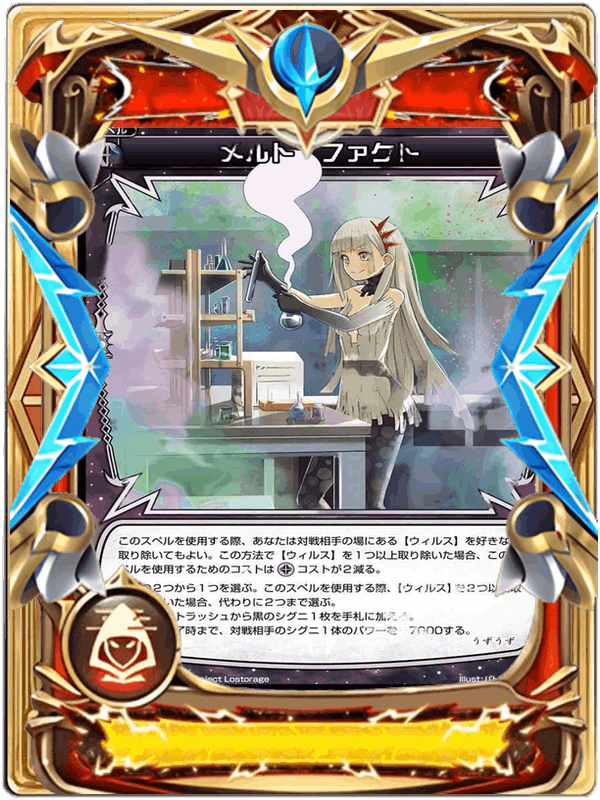 ペル
メルト ファクト
このスペルを使用する際、あなたは対戦相手の場にある【ウィルス】を好きな
取り除いてもよい。この方法で【ウィルス】を1つ以上取り除いた場合、この
ルを使用するためのコストは コストが2減る。
の2つから1つを選ぶ。このスペルを使用する際、【ウィルス】を2つ以 取
いた場合、代わりに2つまで選ぶ。
トラッシュから黒のシグニ1枚を手札に加え
了時まで、対戦相手のシグニ1体のパワーを 7000する。
うずうず
oject Lostorage
illust:バト